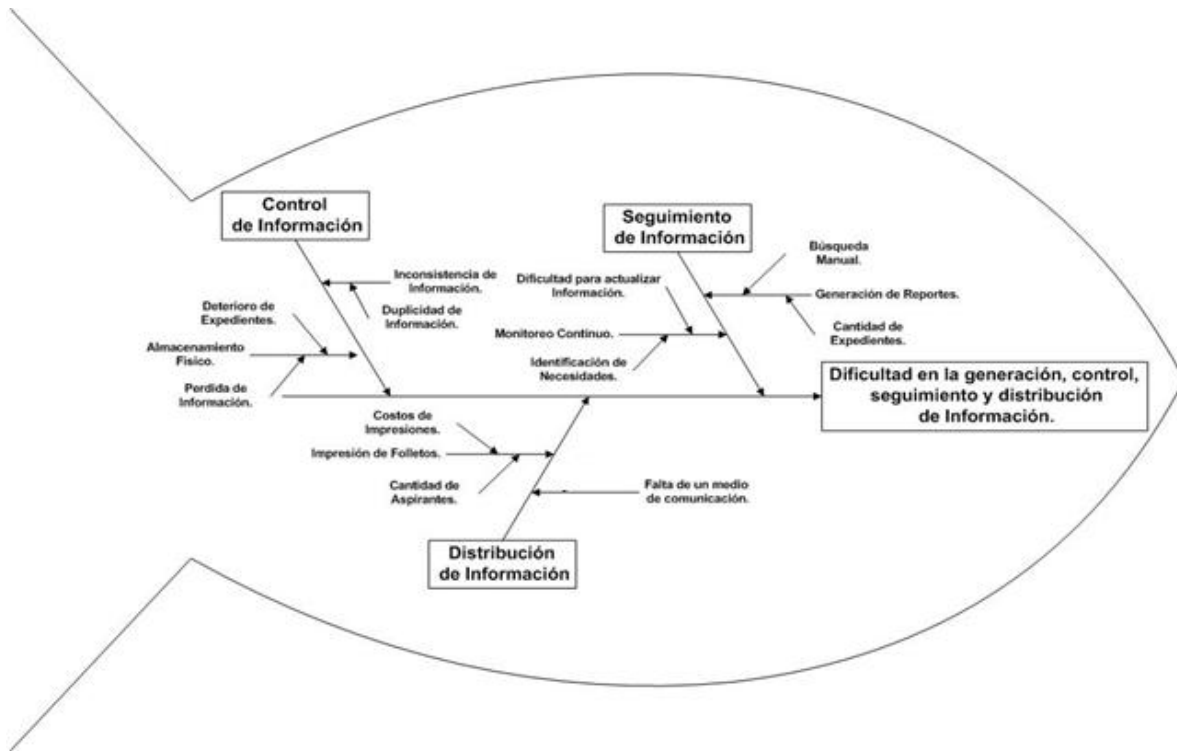 Control
de Información
Seguimiento
de Información
Inconsistencia de
Información.
Duplicidad de
Información.
Deterioro de
Expedientes.
Almacenamiento
Fisico.
Perdida de
Información.
Dificultad para actualizar
Información.
Monitoreo Continuo.
Identificación de
Necesidades.
Búsqueda
Manual.
Generación de Reportes.
Cantidad de
Expedientes.
Dificultad en la generación, control,
seguimiento y distribución
de Información.
Costos de
Impresiones.
Impresión de Folletos.
Cantidad de
Aspirantes.
Falta de un medio
de comunicación.
Distribución
de Información